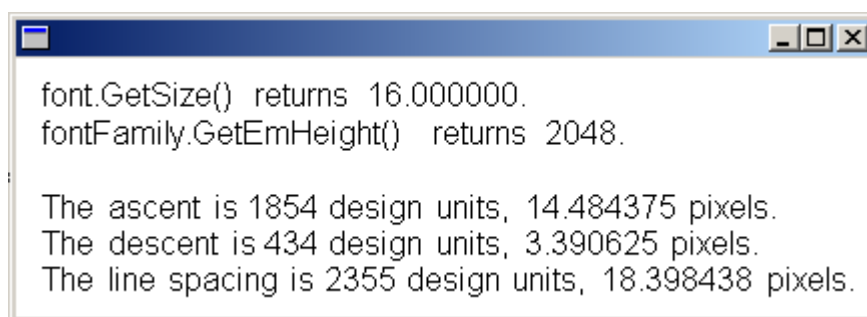 font.GetSize() returns 16.000000.
fontFamily.GetEmHeight() returns 2048.
The ascent is 1854 design units, 14.484375 pixels.
The descent is 434 design units, 3.390625 pixels.
The line spacing is 2355 design units, 18.398438 pixels.